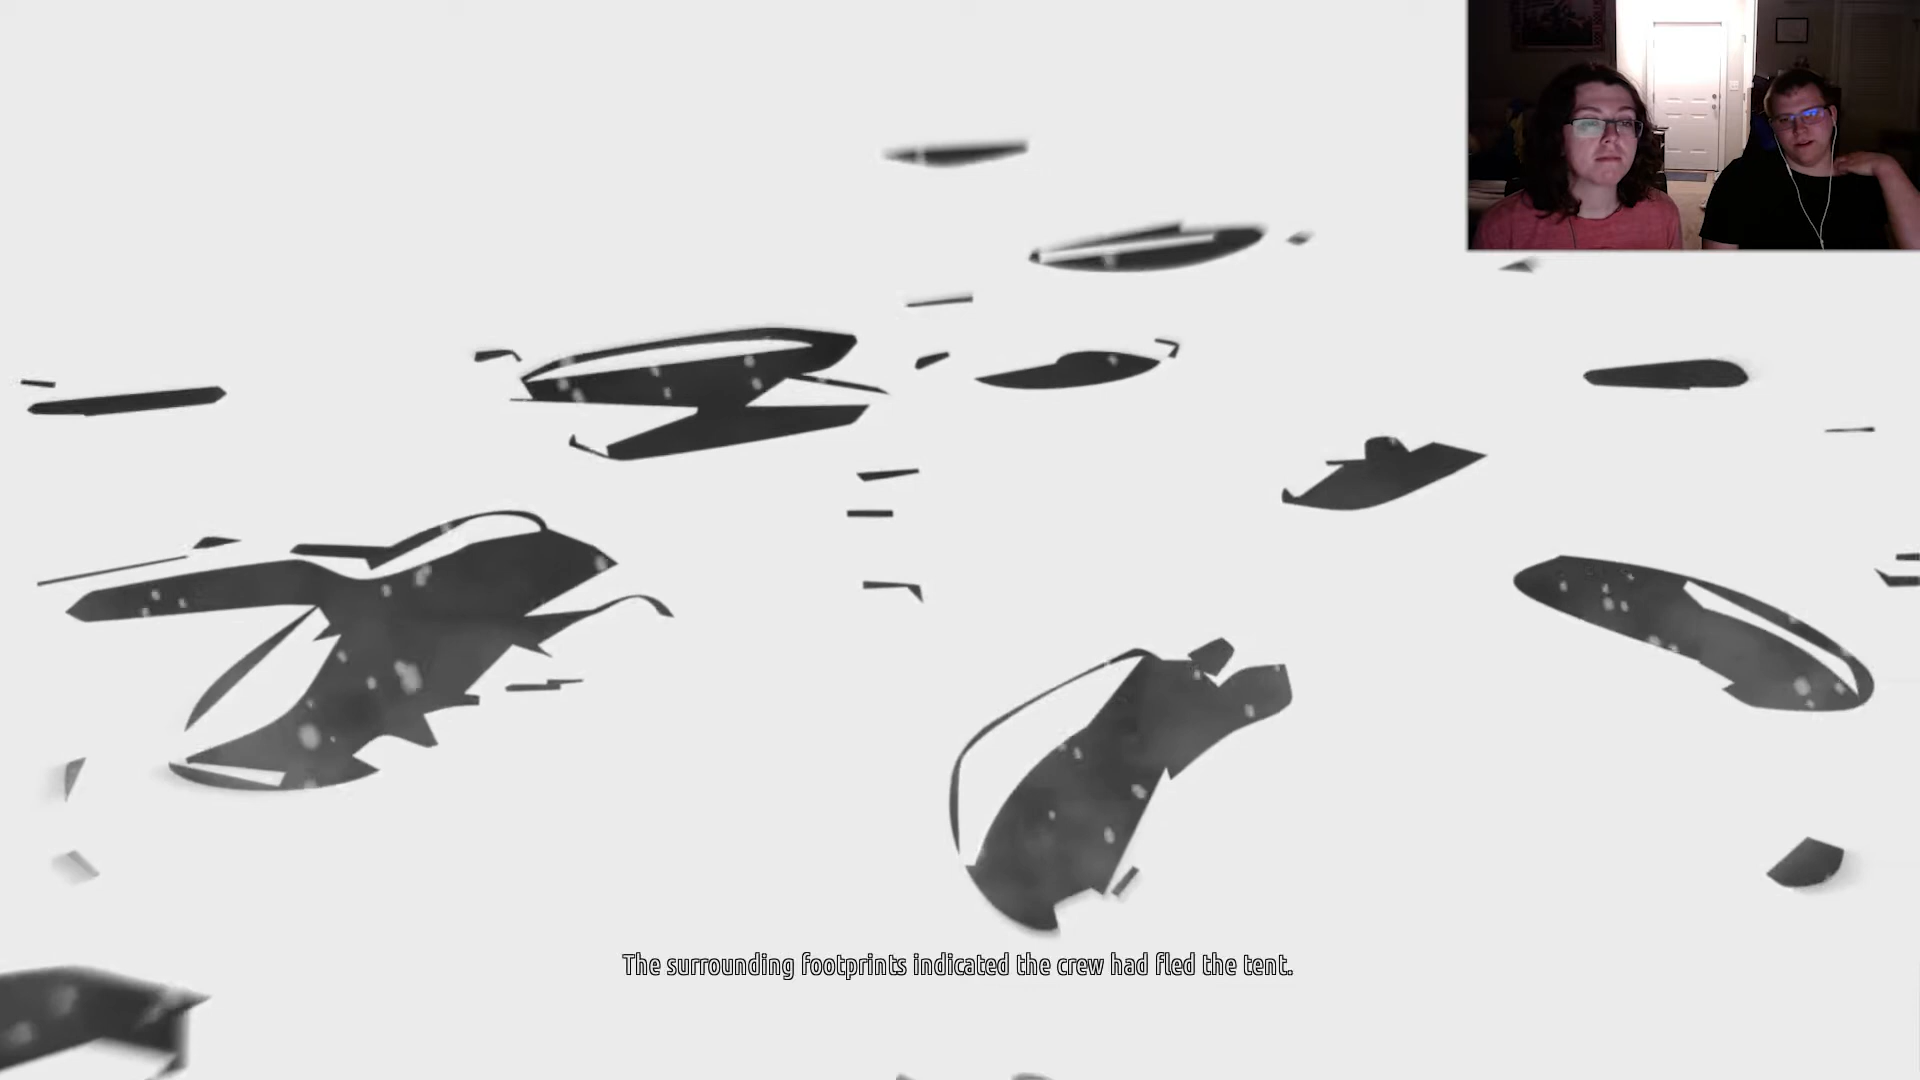 The surrounding footprints indicated the crew had fled the tent.